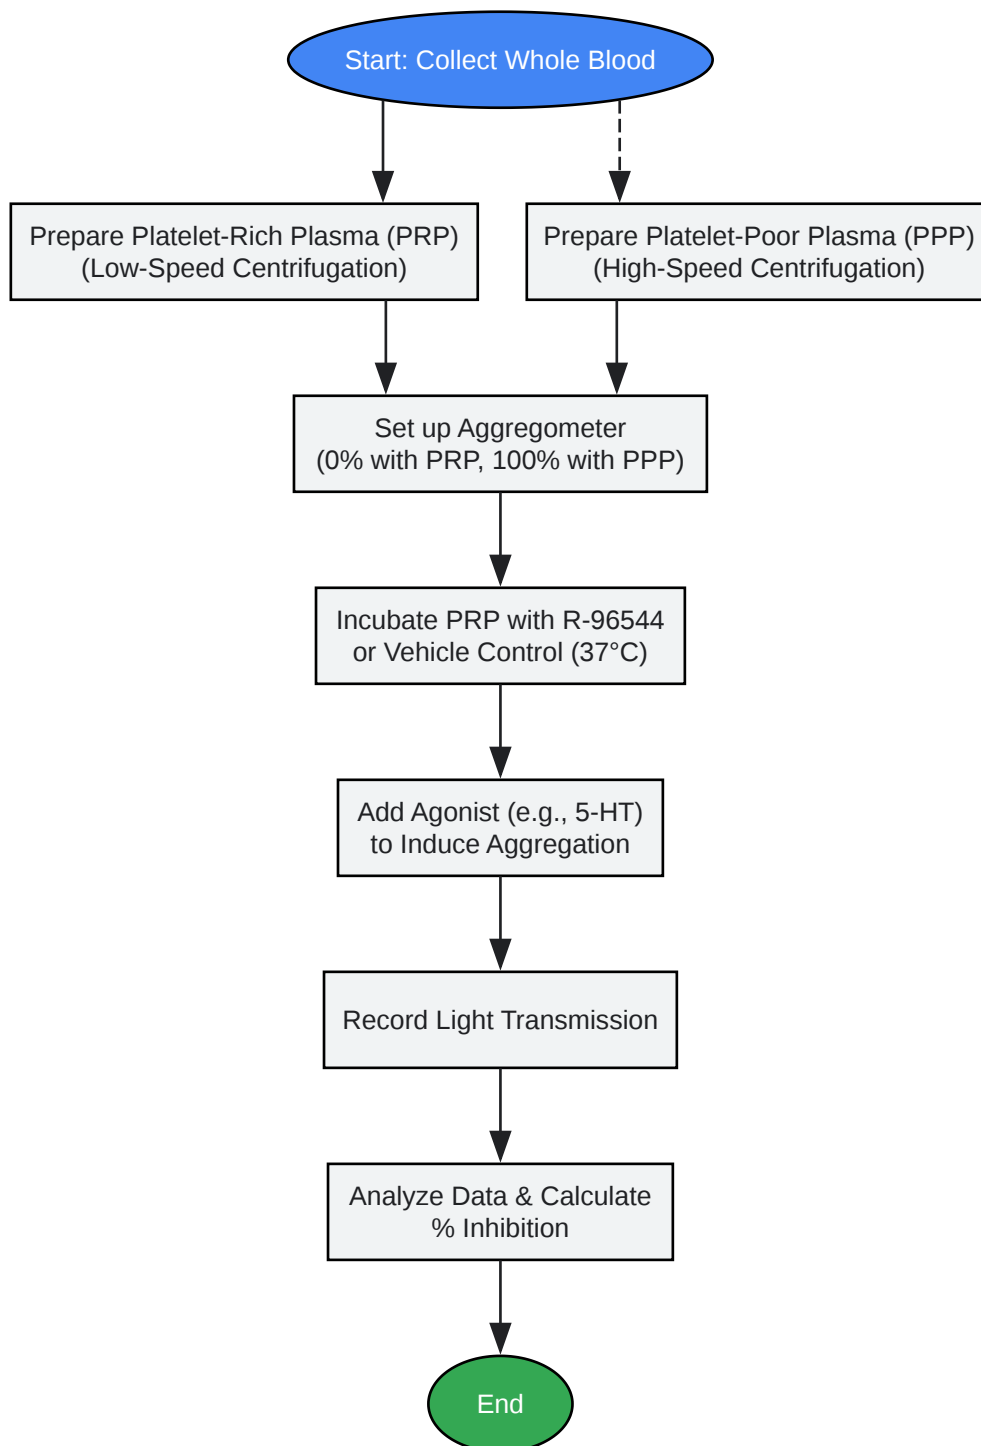 Start: Collect Whole Blood
Prepare Platelet-Rich Plasma (PRP)
(Low-Speed Centrifugation)
Prepare Platelet-Poor Plasma (PPP)
(High-Speed Centrifugation)
Set up Aggregometer
(0% with PRP, 100% with PPP)
Incubate PRP with R-96544
or Vehicle Control (37°C)
Add Agonist (e.g., 5-HT)
to Induce Aggregation
Record Light Transmission
Analyze Data & Calculate
% Inhibition
End